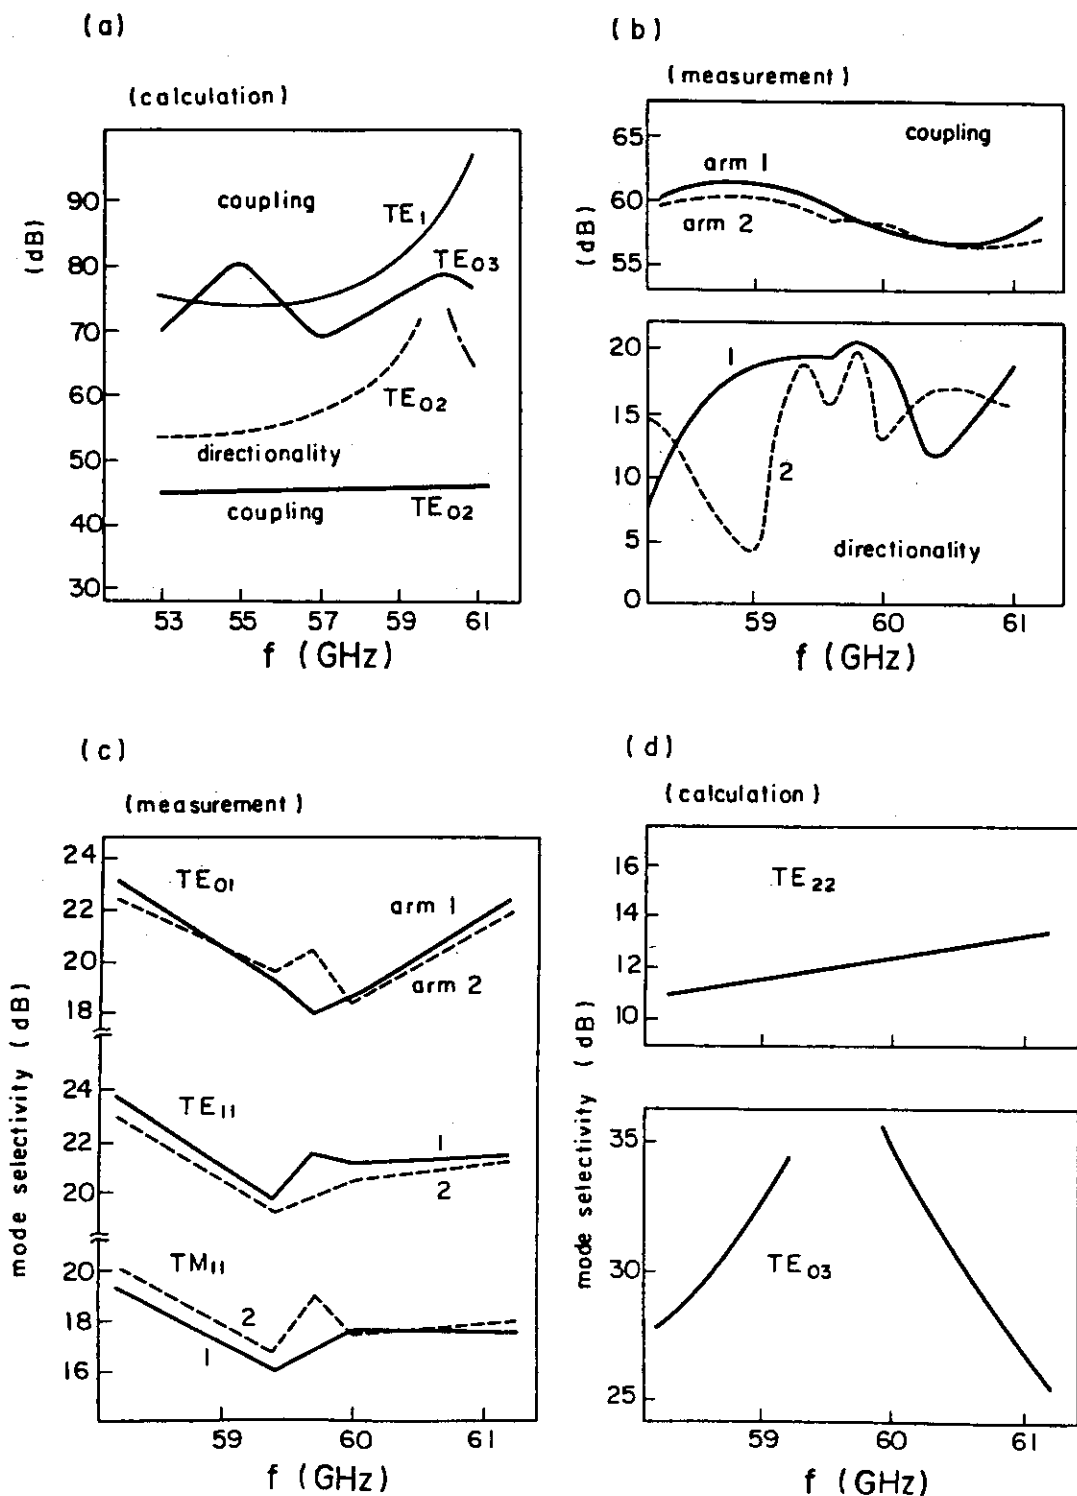 (a)
(calculation)
(dB)
90
80
70
60
50
40
30
coupling
TE1
TE03
TE02
directionality
coupling
TE02
53 55 57 59 61
f (GHz)
(b)
(measurement)
(dB)
65
60
55
coupling
arm 1
arm 2
20
15
10
5
0
1
2
directionality
59 60 61
f (GHz)
(c)
(measurement)
mode selectivity (dB)
24
22
20
18
TE01
arm 1
arm 2
24
22
20
TE11
1
2
20
18
16
TM11
2
1
59 60 61
f (GHz)
(d)
(calculation)
mode selectivity (dB)
16
14
12
10
TE22
35
30
25
TE03
59 60 61
f (GHz)